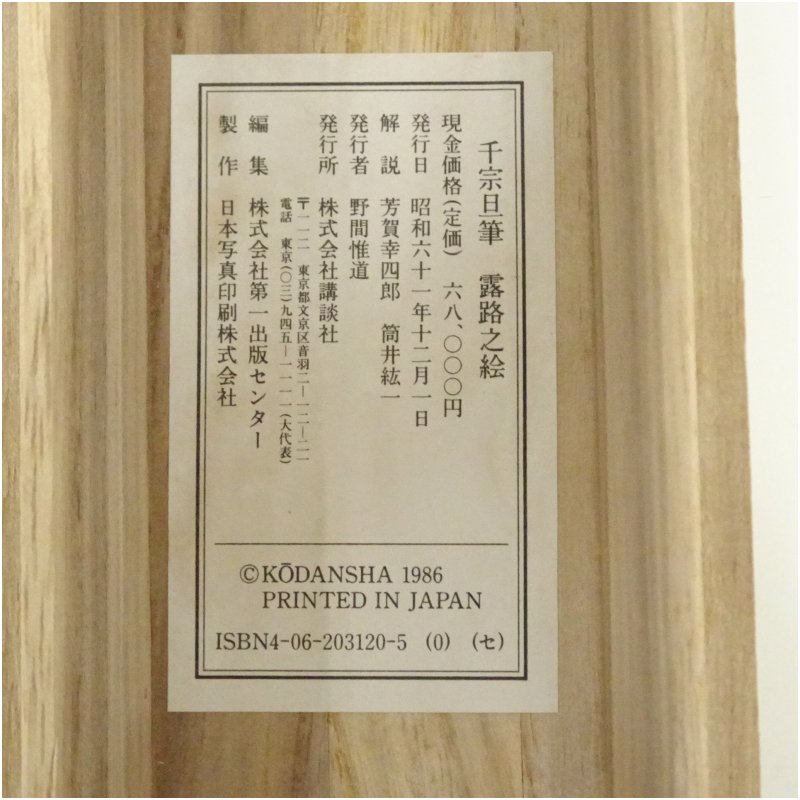 千宗旦筆　露路之絵
現金価格(定価)　六八、〇〇〇円
発行日　昭和六十一年十二月一日
解　説　芳賀幸四郎　筒井紘一
発行者　野間惟道
発行所　株式会社講談社
〒一一二　東京都文京区音羽二―一二―二一
電話　東京(〇三)九四五―一一一一(大代表)
編　集　株式会社第一出版センター
製　作　日本写真印刷株式会社
©KŌDANSHA 1986
PRINTED IN JAPAN
ISBN4-06-203120-5 (0) (セ)